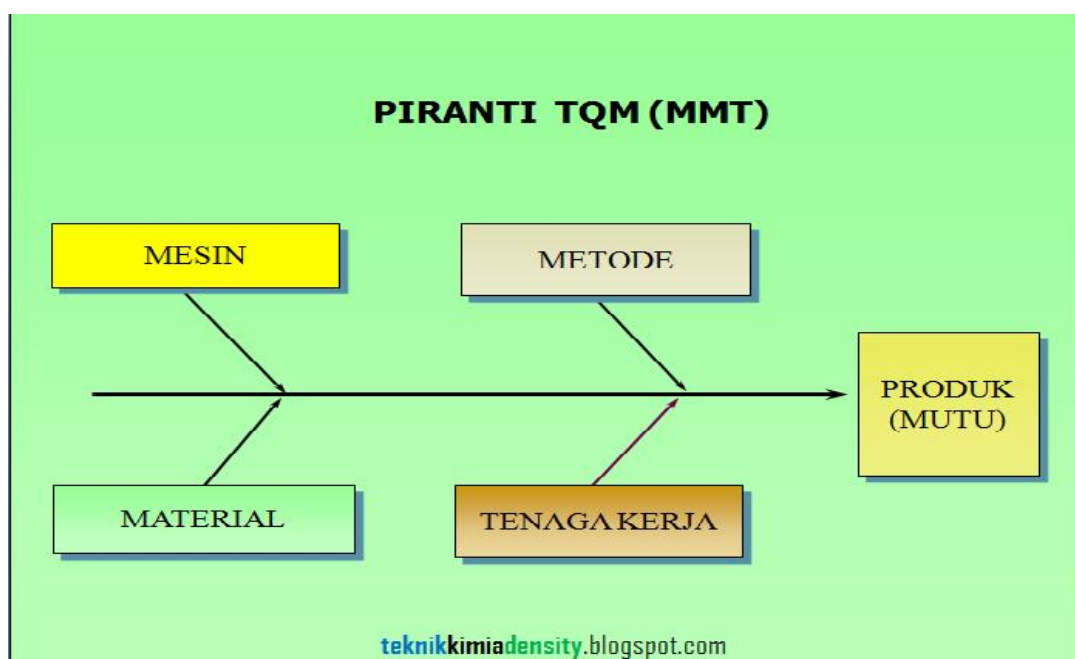 PIRANTI TQM (MMT)
MESIN
METODE
PRODUK
(MUTU)
MATERIAL
TENAGA KERJA
teknikkimiadensity.blogspot.com